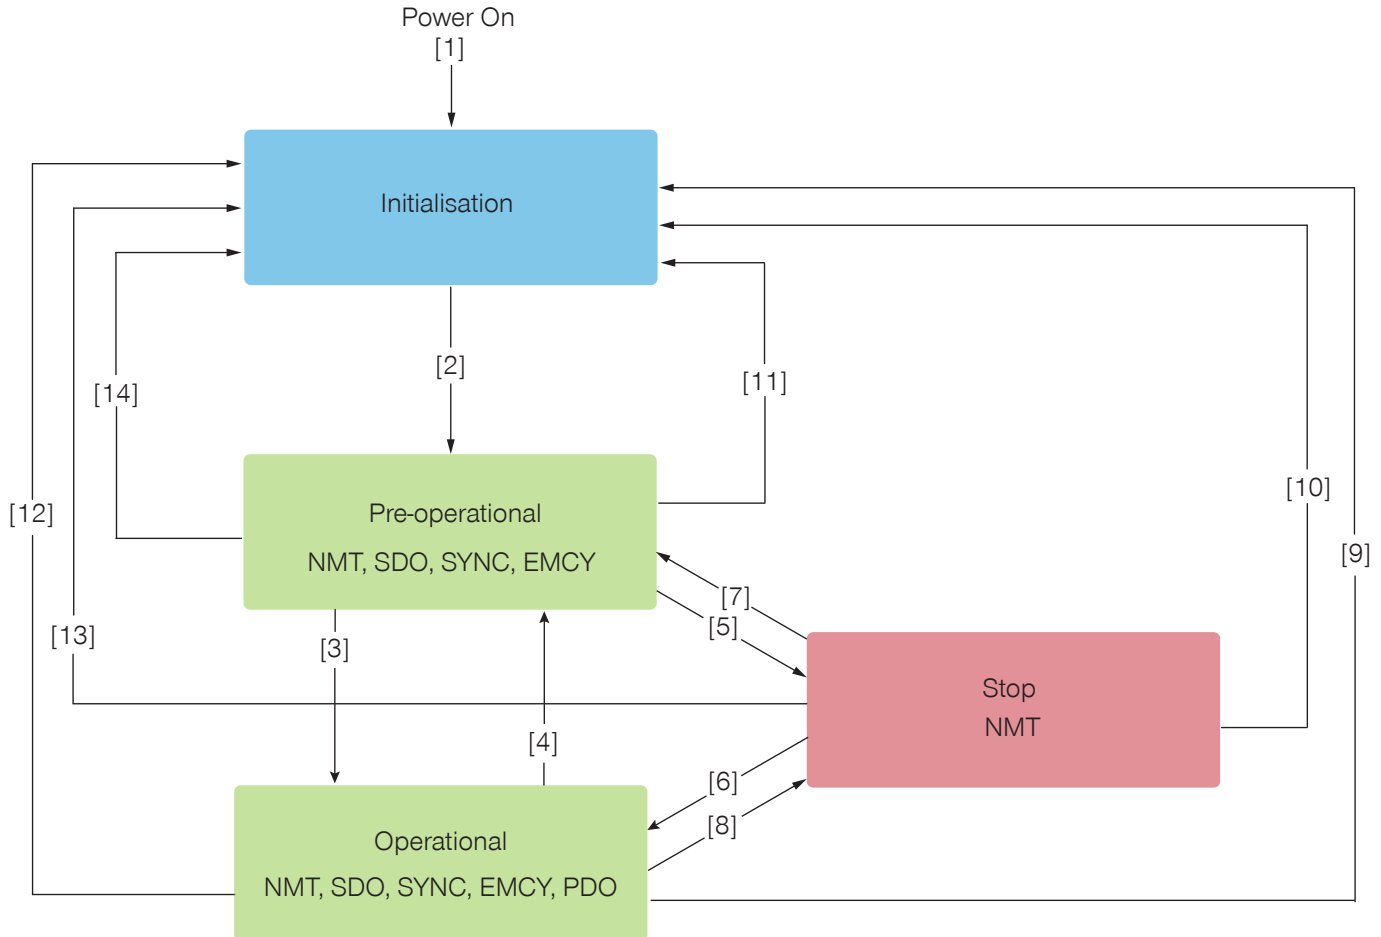 Power On
[1]
Initialisation
[2]
[11]
[14]
[10]
[12]
Pre-operational
[9]
NMT, SDO, SYNC, EMCY
[7]
[5]
[13]
[3]
Stop
NMT
[4]
[6]
[8]
Operational
NMT, SDO, SYNC, EMCY, PDO